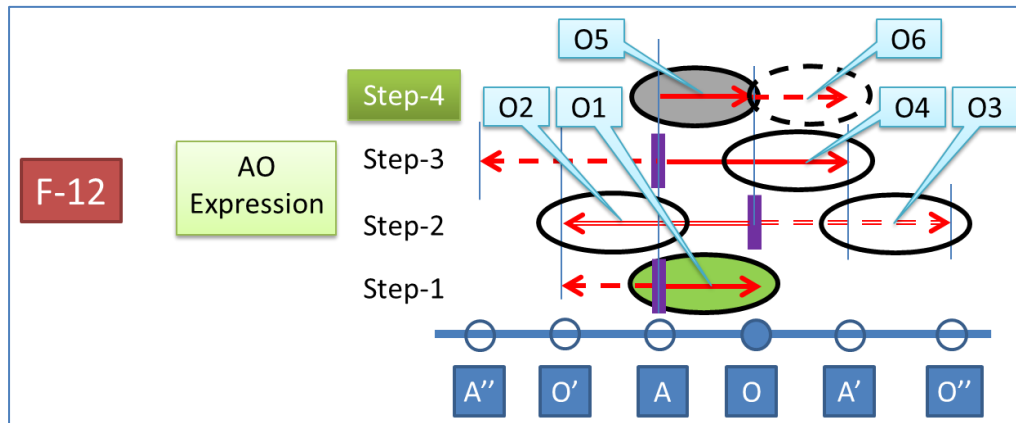 O5
O6
Step-4
O2
O1
O4
O3
Step-3
F-12
AO
Expression
Step-2
Step-1
A''
O'
A
O
A'
O''